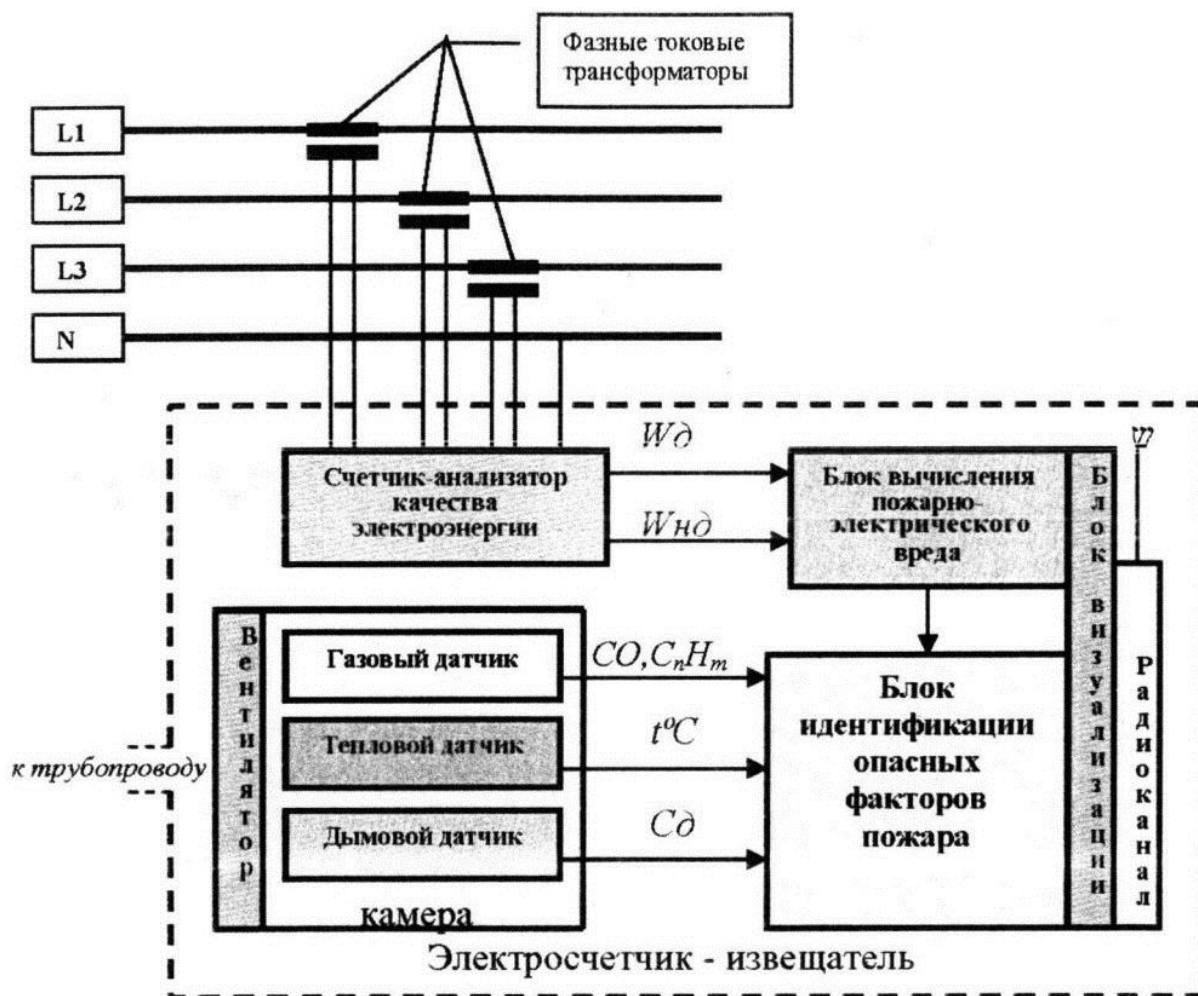 Фазные токовые
трансформаторы
L1
L2
L3
N
Wд
Wнд
Счетчик-анализатор
качества
электроэнергии
Блок вычисления
пожарно-
электрического
вреда
Блок визуализации
Радиоканал
Вентилятор
Газовый датчик
CO, CnHm
Тепловой датчик
t°C
Дымовой датчик
Cд
камера
Блок
идентификации
опасных
факторов
пожара
к трубопроводу
Электросчетчик - извещатель